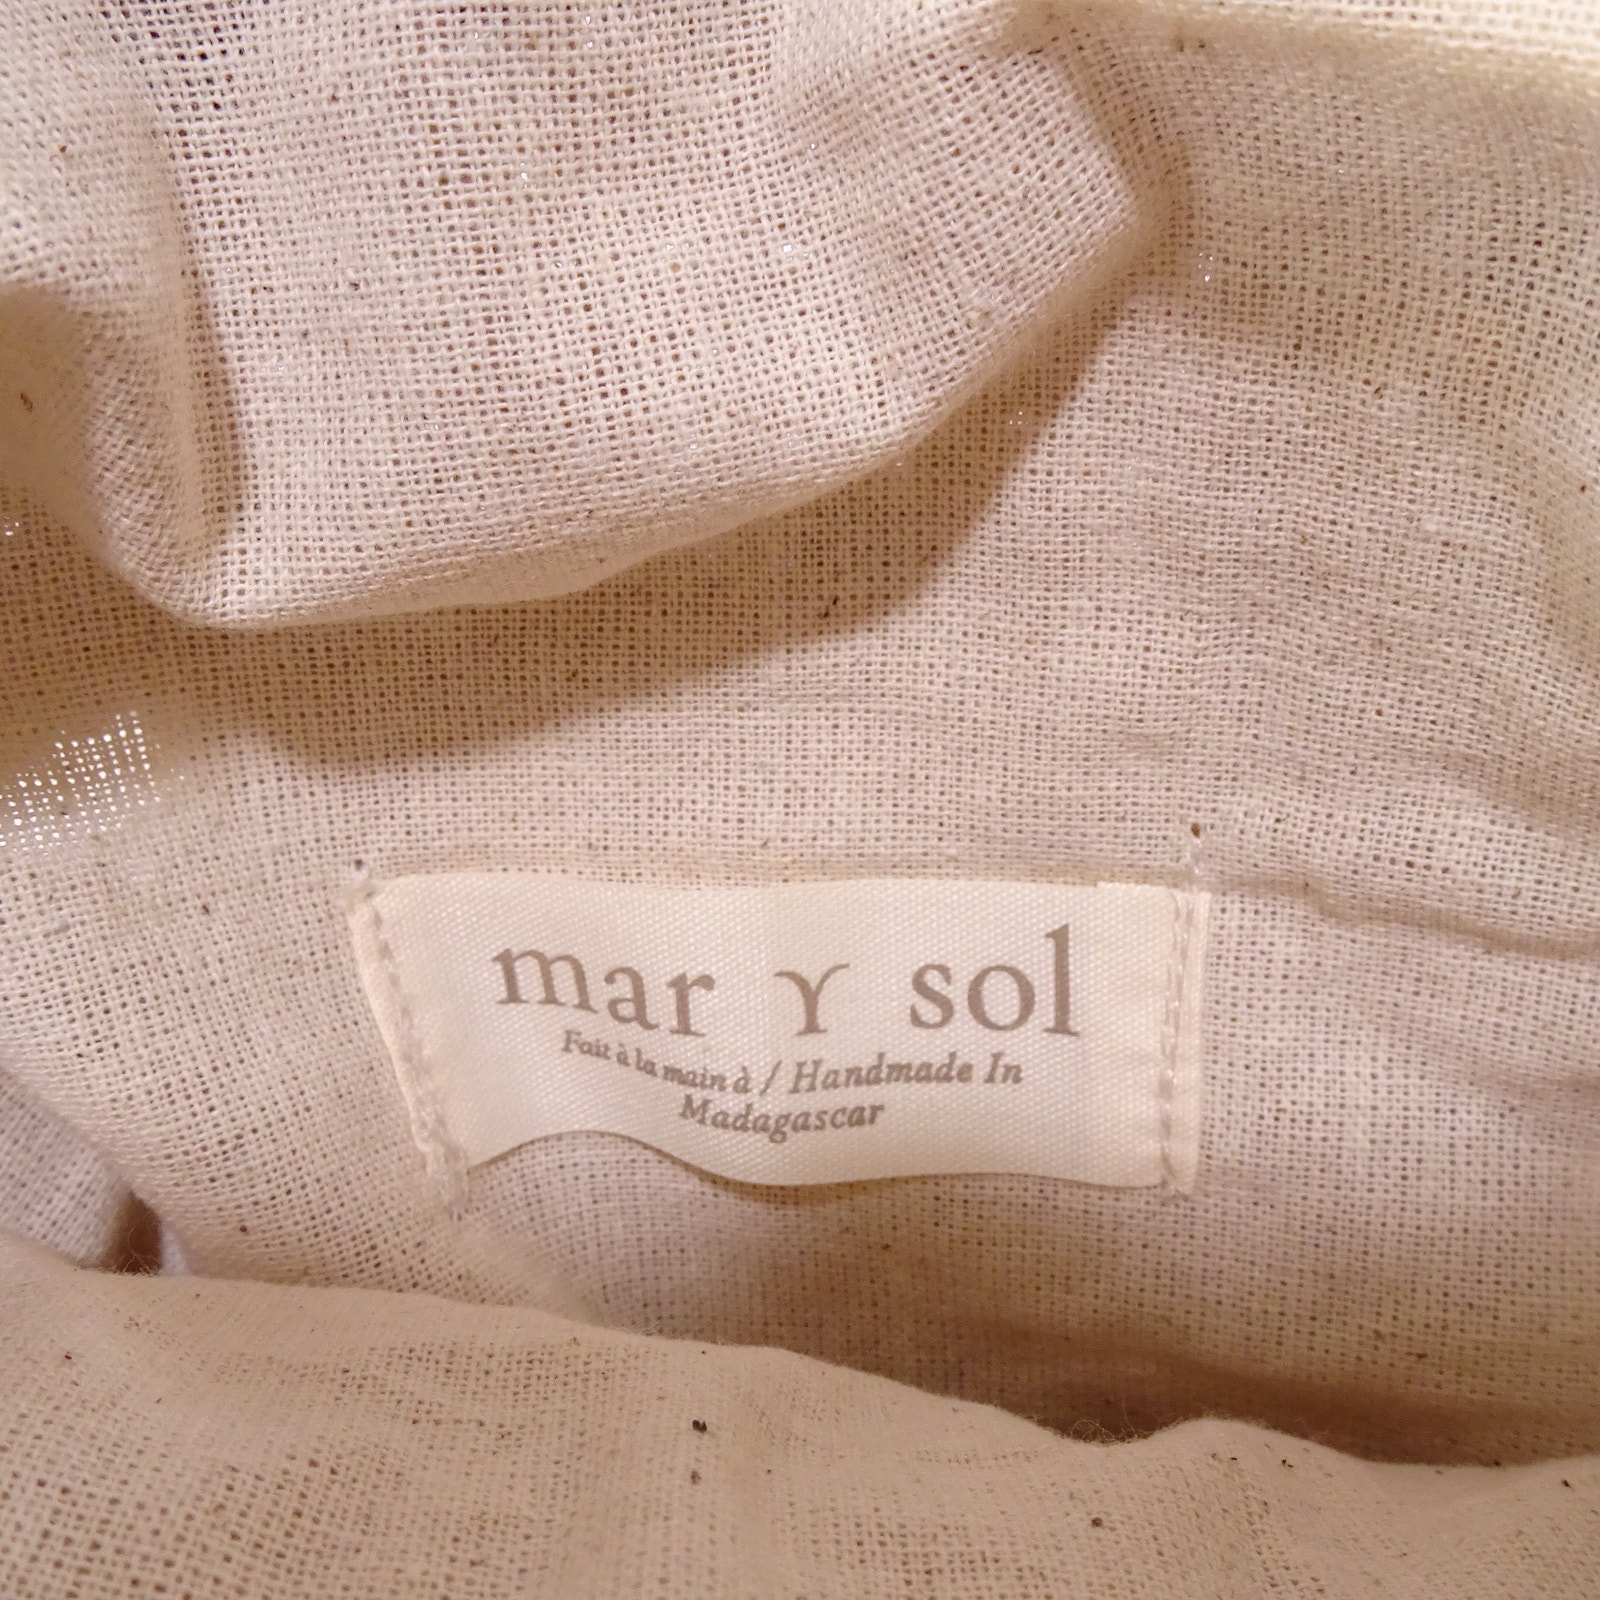 mar Y sol
Fait à la main à / Handmade In
Madagascar